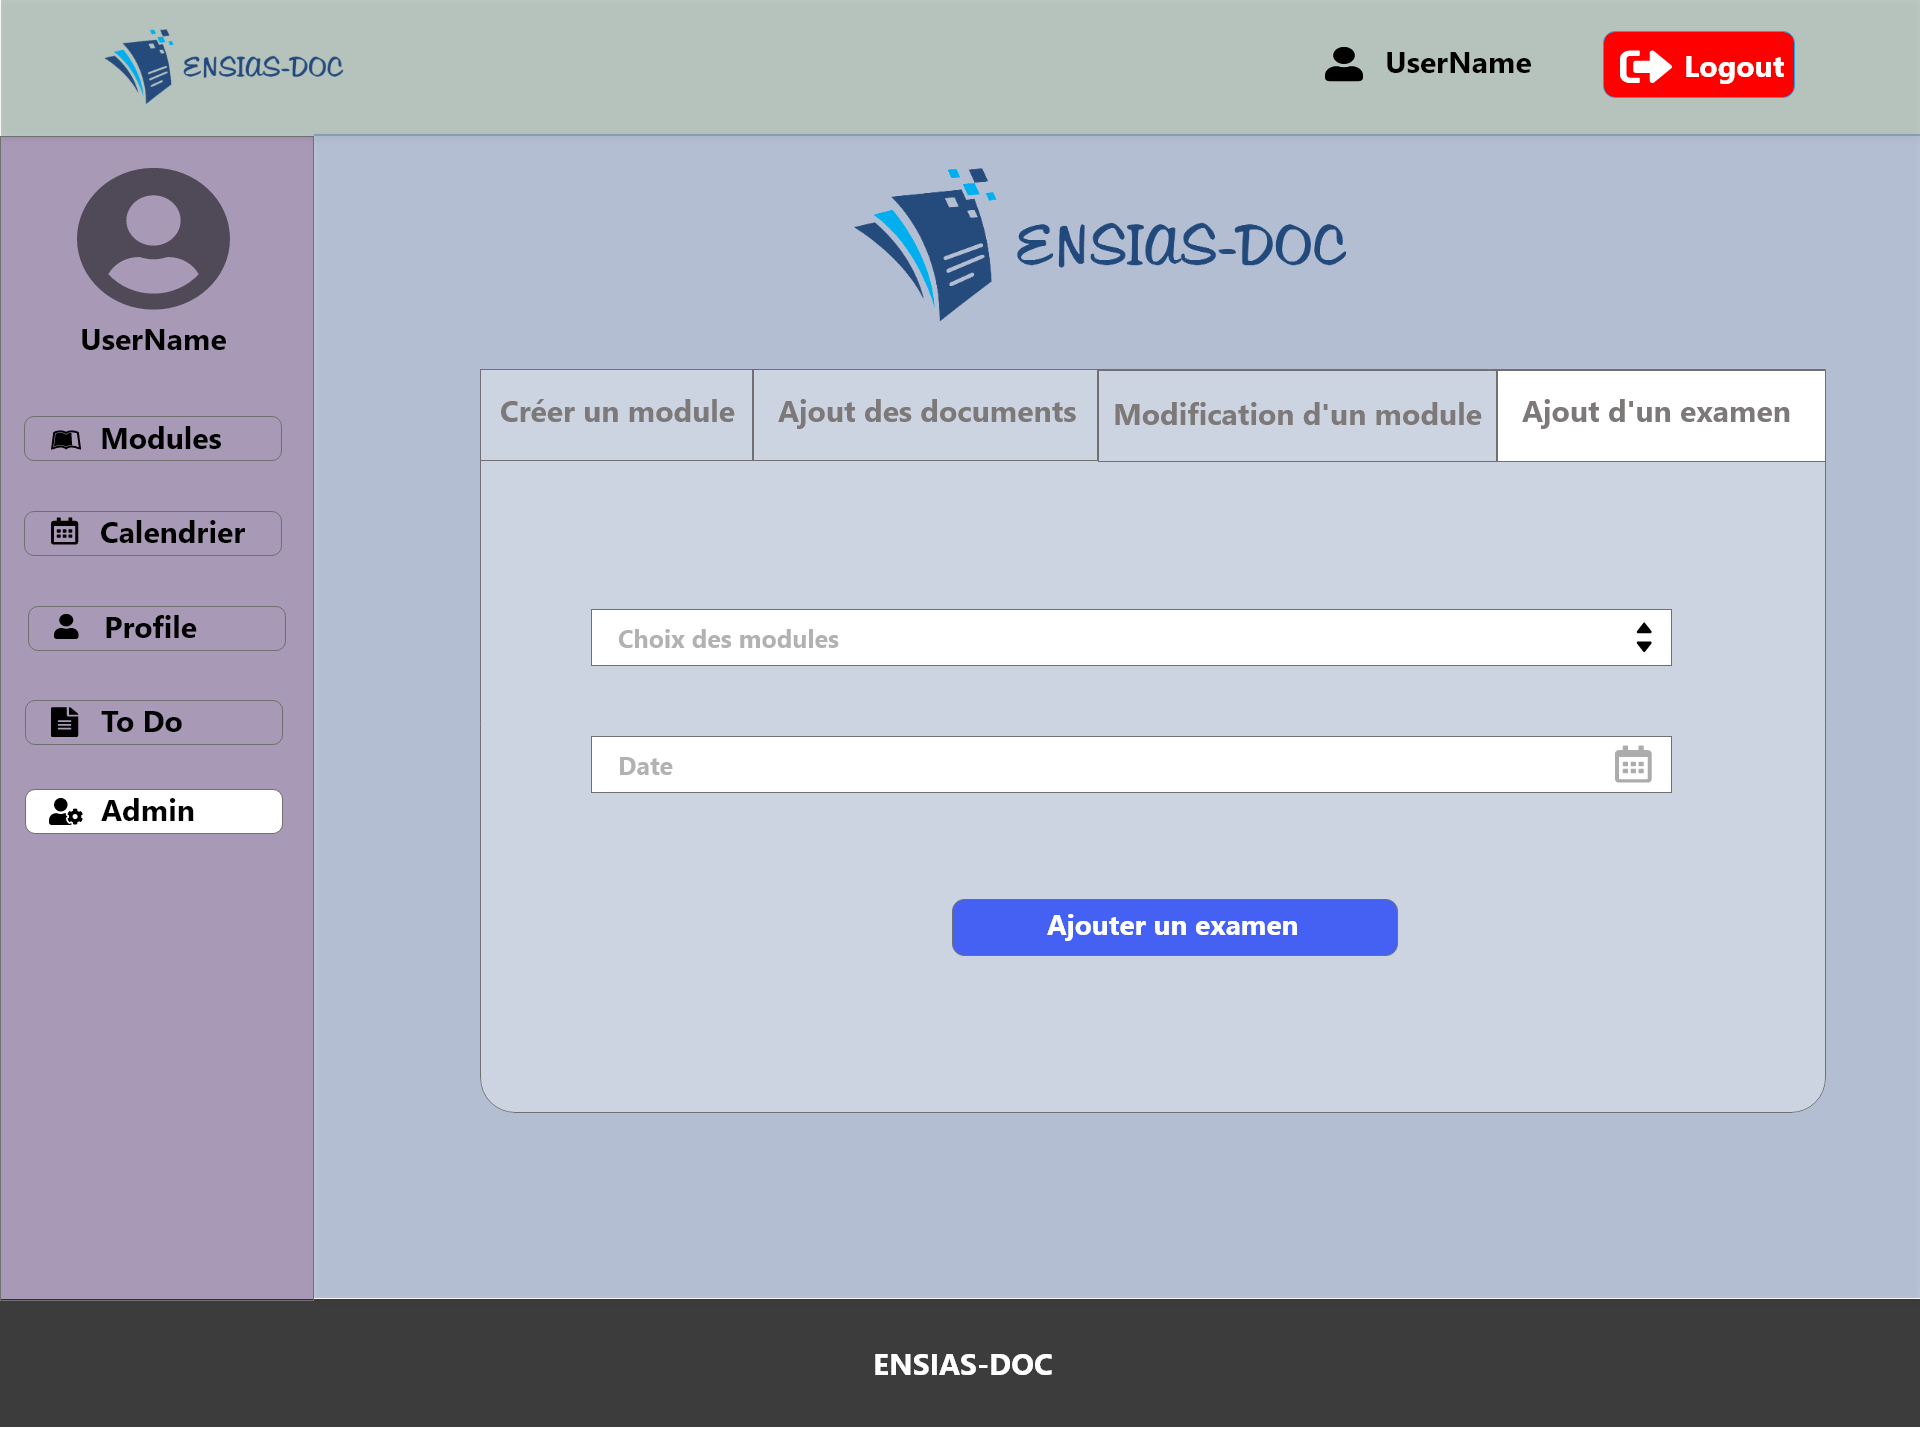 ENSIAS-DOC
UserName
Logout
UserName
Modules
Calendrier
Profile
To Do
Admin
ENSIAS-DOC
Créer un module
Ajout des documents
Modification d'un module
Ajout d'un examen
Choix des modules
Date
Ajouter un examen
ENSIAS-DOC